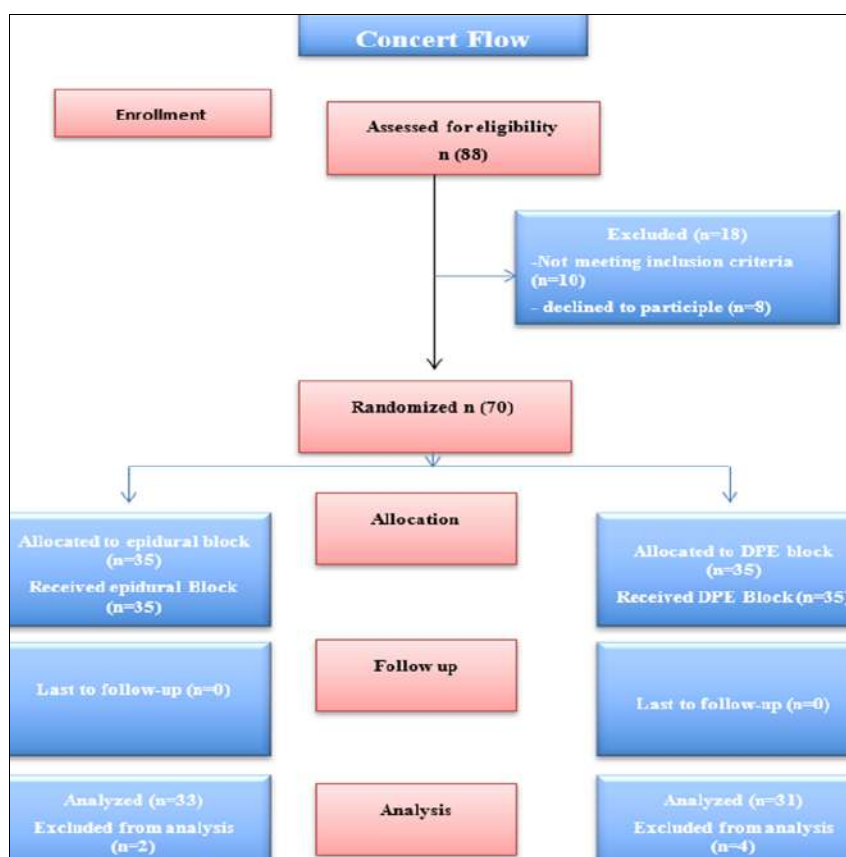 Concert Flow
Enrollment
Assessed for eligibility
n (88)
Excluded (n=18)
-Not meeting inclusion criteria
(n=10)
- declined to participle (n=8)
Randomized n (70)
Allocated to epidural block
(n=35)
Received epidural Block
(n=35)
Allocation
Allocated to DPE block
(n=35)
Received DPE Block (n=35)
Last to follow-up (n=0)
Follow up
Last to follow-up (n=0)
Analyzed (n=33)
Excluded from analysis
(n=2)
Analysis
Analyzed (n=31)
Excluded from analysis
(n=4)